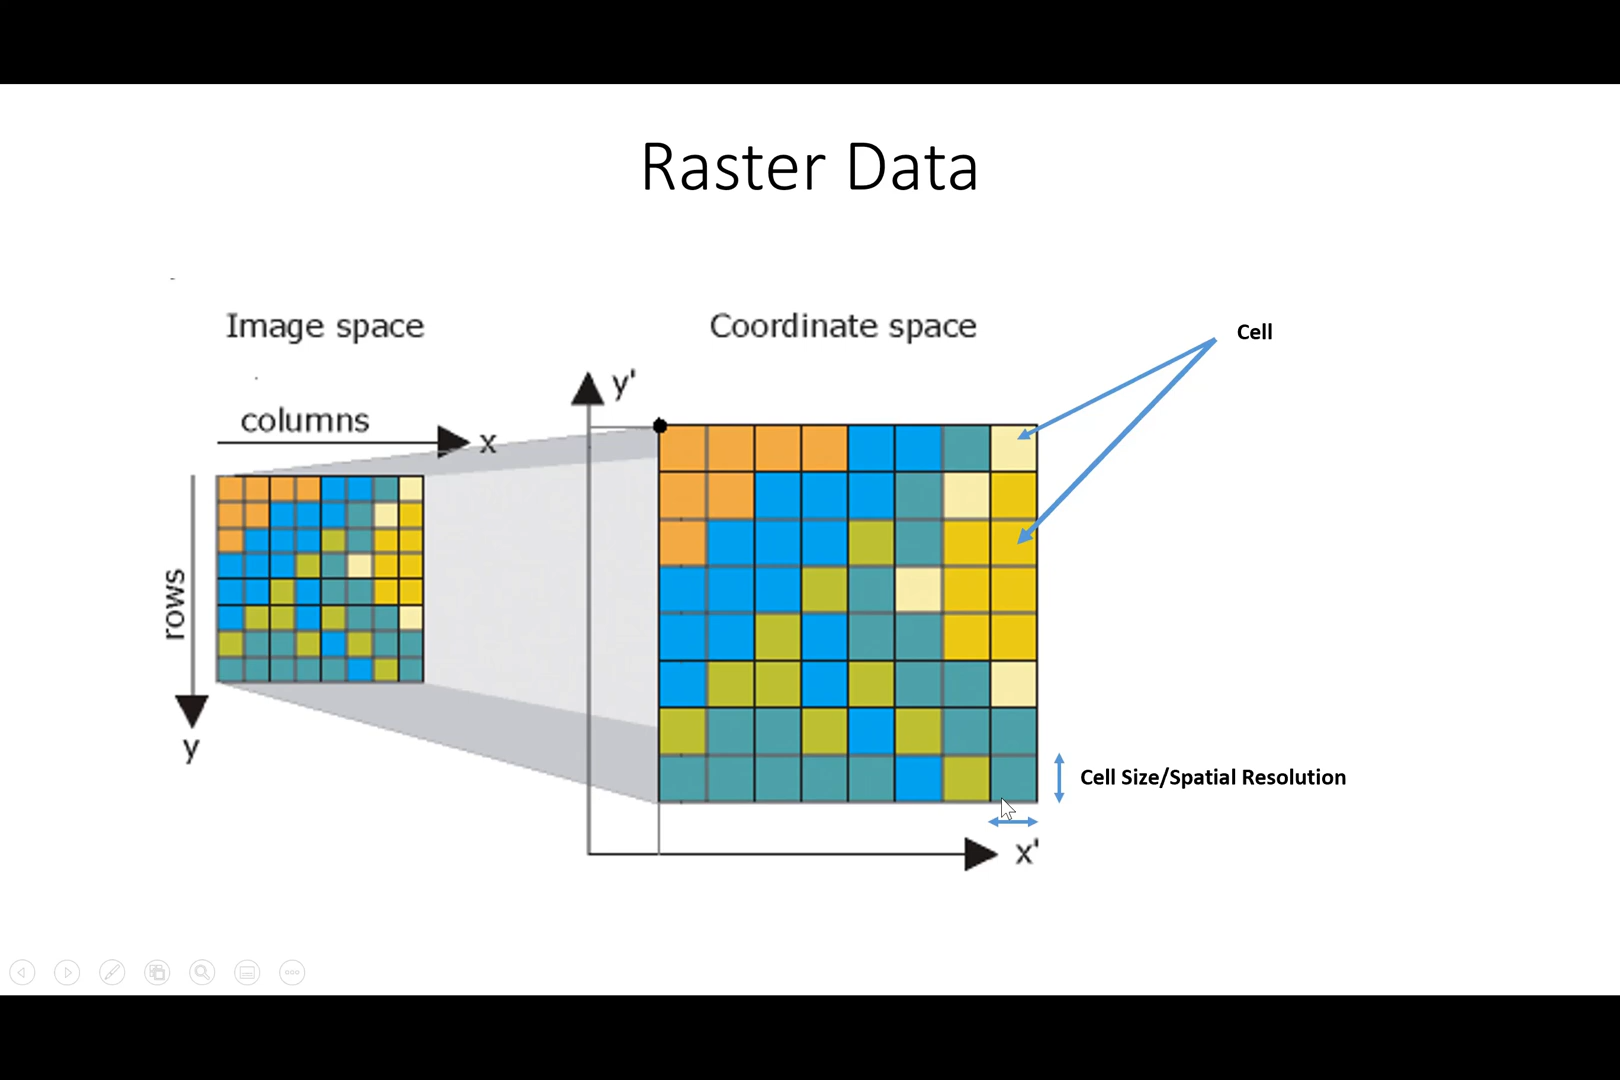 Raster Data
Image space
Coordinate space
Cell
y'
columns
x
rows
y
Cell Size/Spatial Resolution
x'